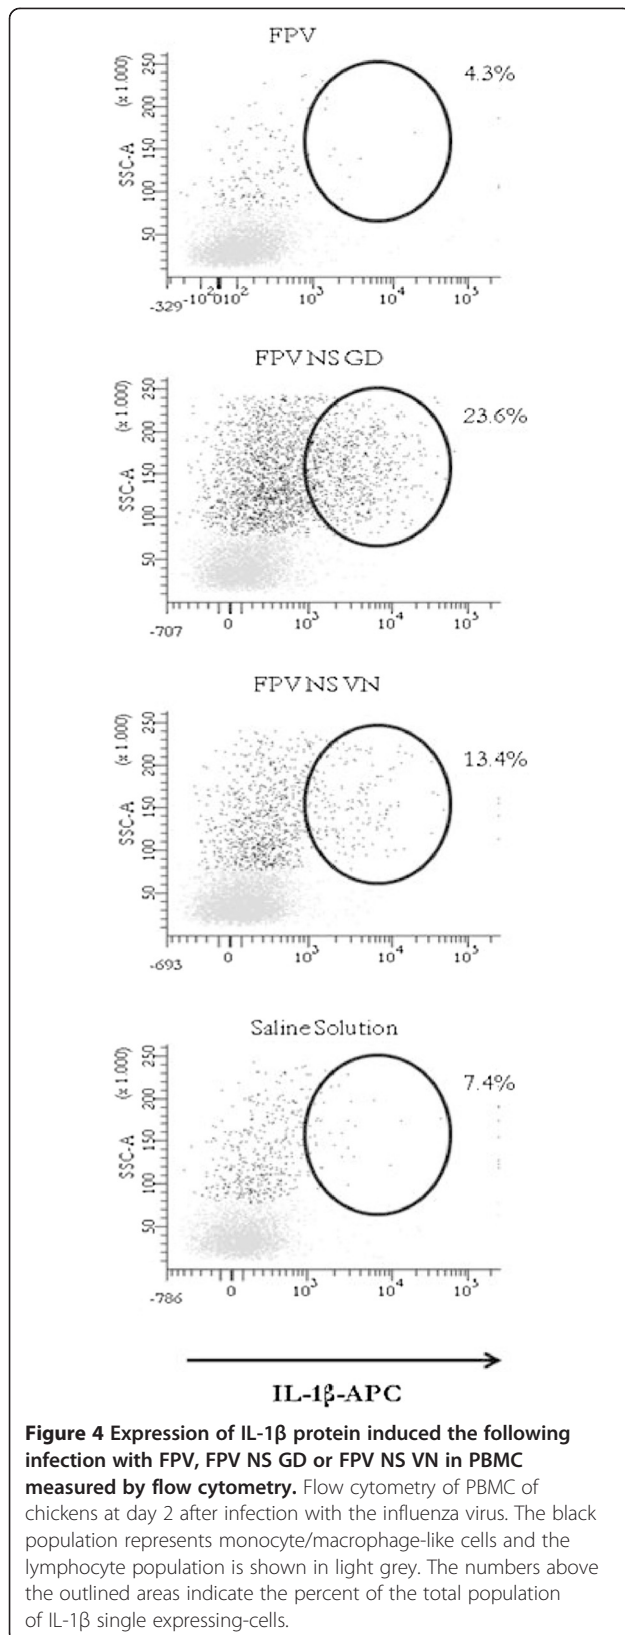 FPV
4.3%
SSC-A (x 1.000)
50 100 150 200 250
-329 -10² 0 10² 10³ 10⁴ 10⁵
FPV NS GD
23.6%
SSC-A (x 1.000)
50 100 150 200 250
-707 0 10³ 10⁴ 10⁵
FPV NS VN
13.4%
SSC-A (x 1.000)
50 100 150 200 250
-693 0 10³ 10⁴ 10⁵
Saline Solution
7.4%
SSC-A (x 1.000)
50 100 150 200 250
-786 0 10³ 10⁴ 10⁵
IL-1β-APC
Figure 4 Expression of IL-1β protein induced the following
infection with FPV, FPV NS GD or FPV NS VN in PBMC
measured by flow cytometry. Flow cytometry of PBMC of
chickens at day 2 after infection with the influenza virus. The black
population represents monocyte/macrophage-like cells and the
lymphocyte population is shown in light grey. The numbers above
the outlined areas indicate the percent of the total population
of IL-1β single expressing-cells.